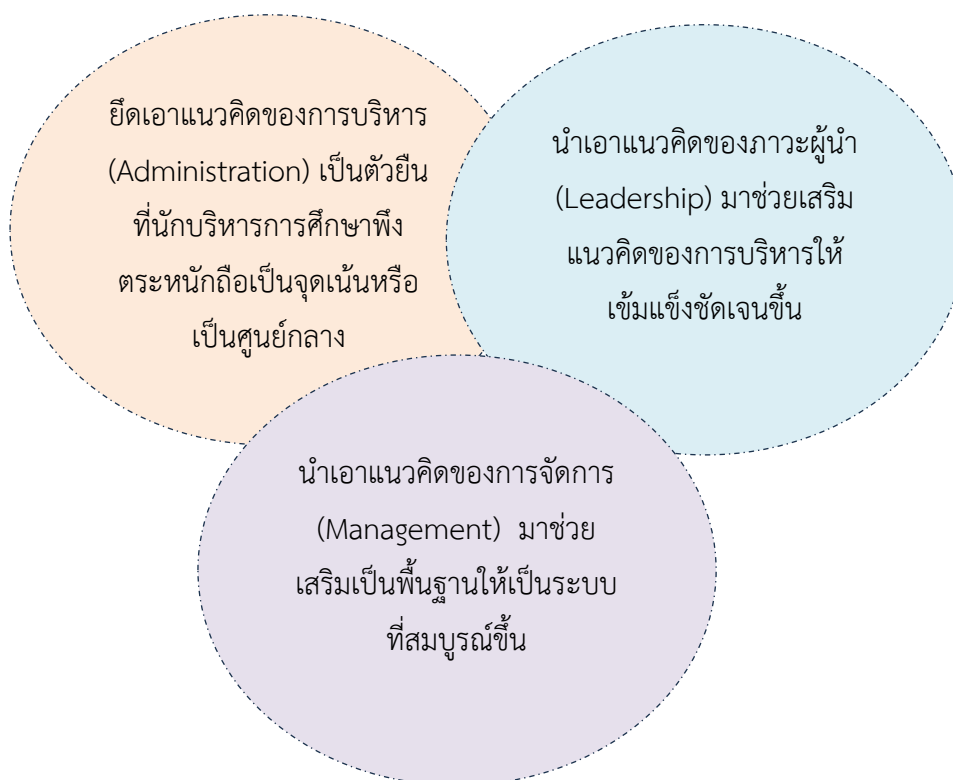 ยึดเอาแนวคิดของการบริหาร
(Administration) เป็นตัวยืน
ที่นักบริหารการศึกษาพึง
ตระหนักถือเป็นจุดเน้นหรือ
เป็นศูนย์กลาง
นำเอาแนวคิดของภาวะผู้นำ
(Leadership) มาช่วยเสริม
แนวคิดของการบริหารให้
เข้มแข็งชัดเจนขึ้น
นำเอาแนวคิดของการจัดการ
(Management) มาช่วย
เสริมเป็นพื้นฐานให้เป็นระบบ
ที่สมบูรณ์ขึ้น